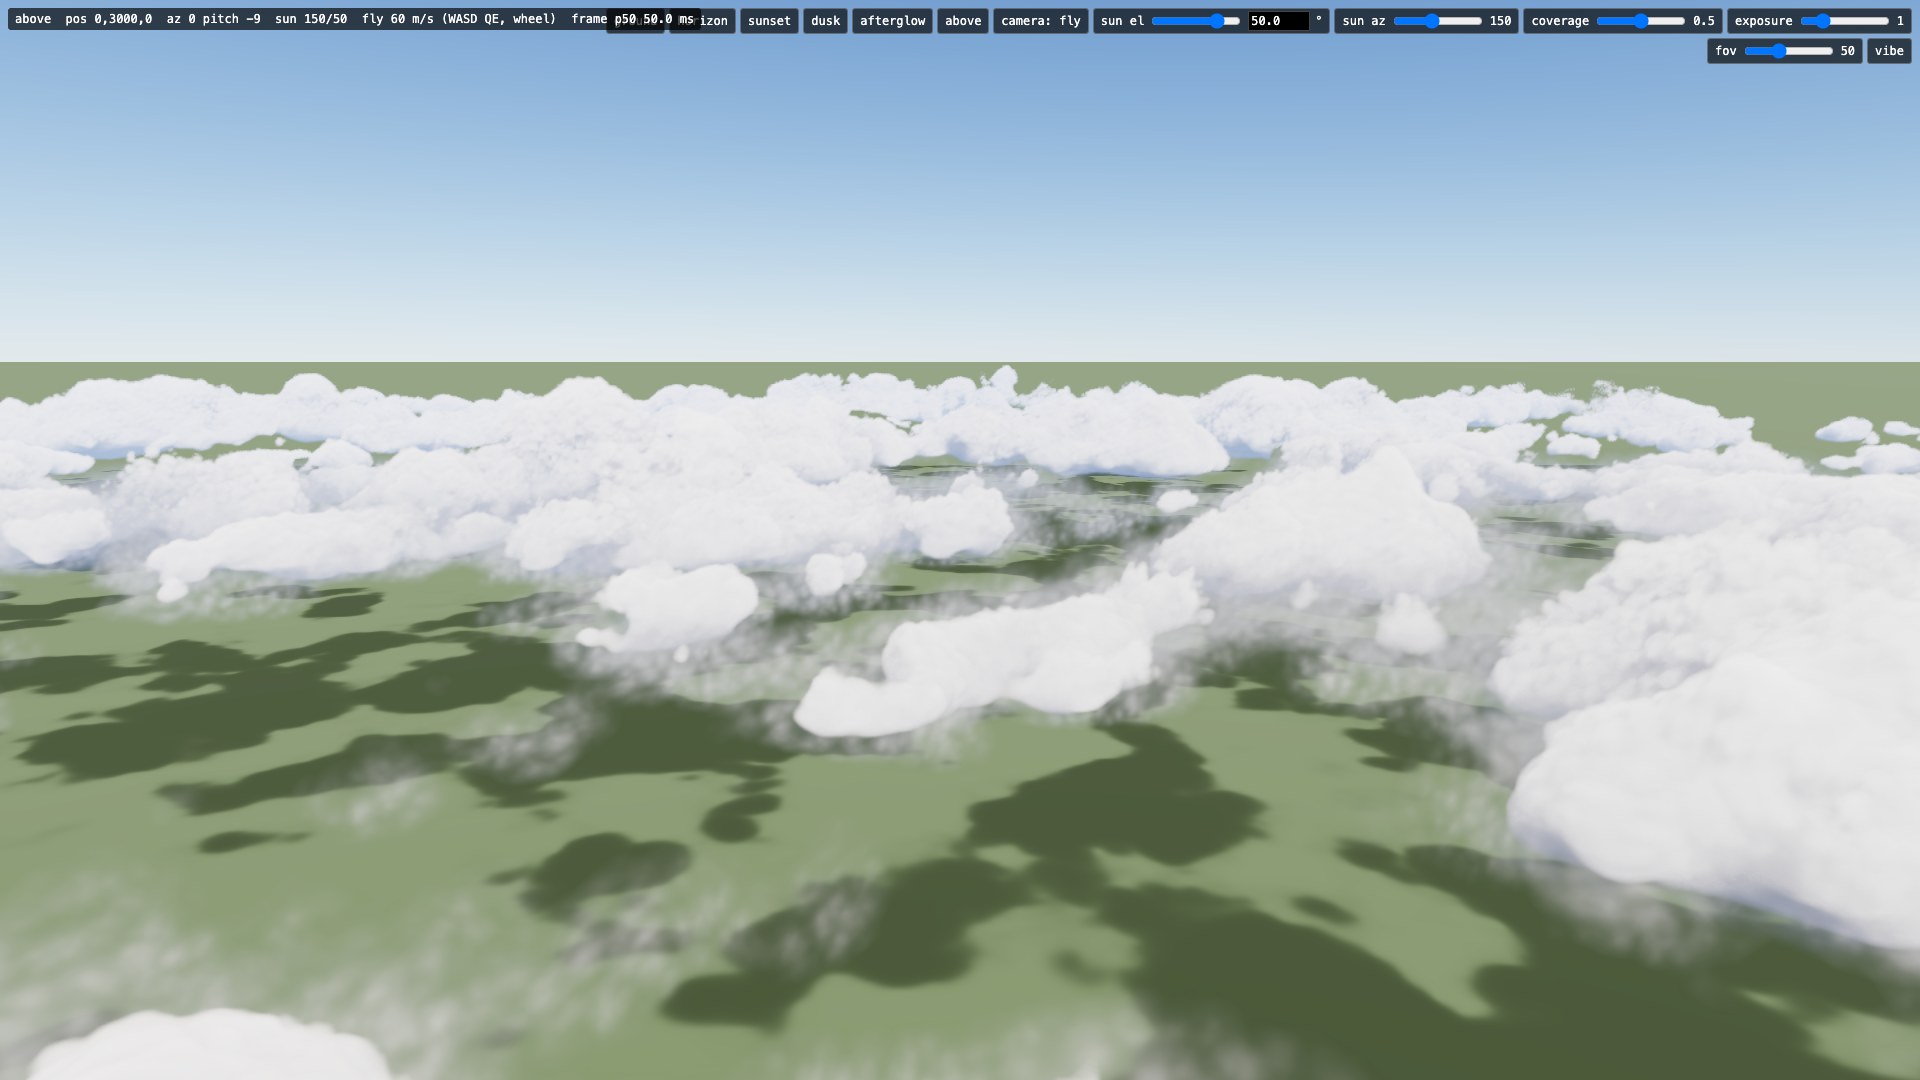 above pos 0,3000,0 az 0 pitch -9 sun 150/50 fly 60 m/s (WASD QE, wheel) frame p50 50.0 ms
sunset dusk afterglow above camera: fly sun el 50.0 ° sun az 150 coverage 0.5 exposure 1
fov 50 vibe